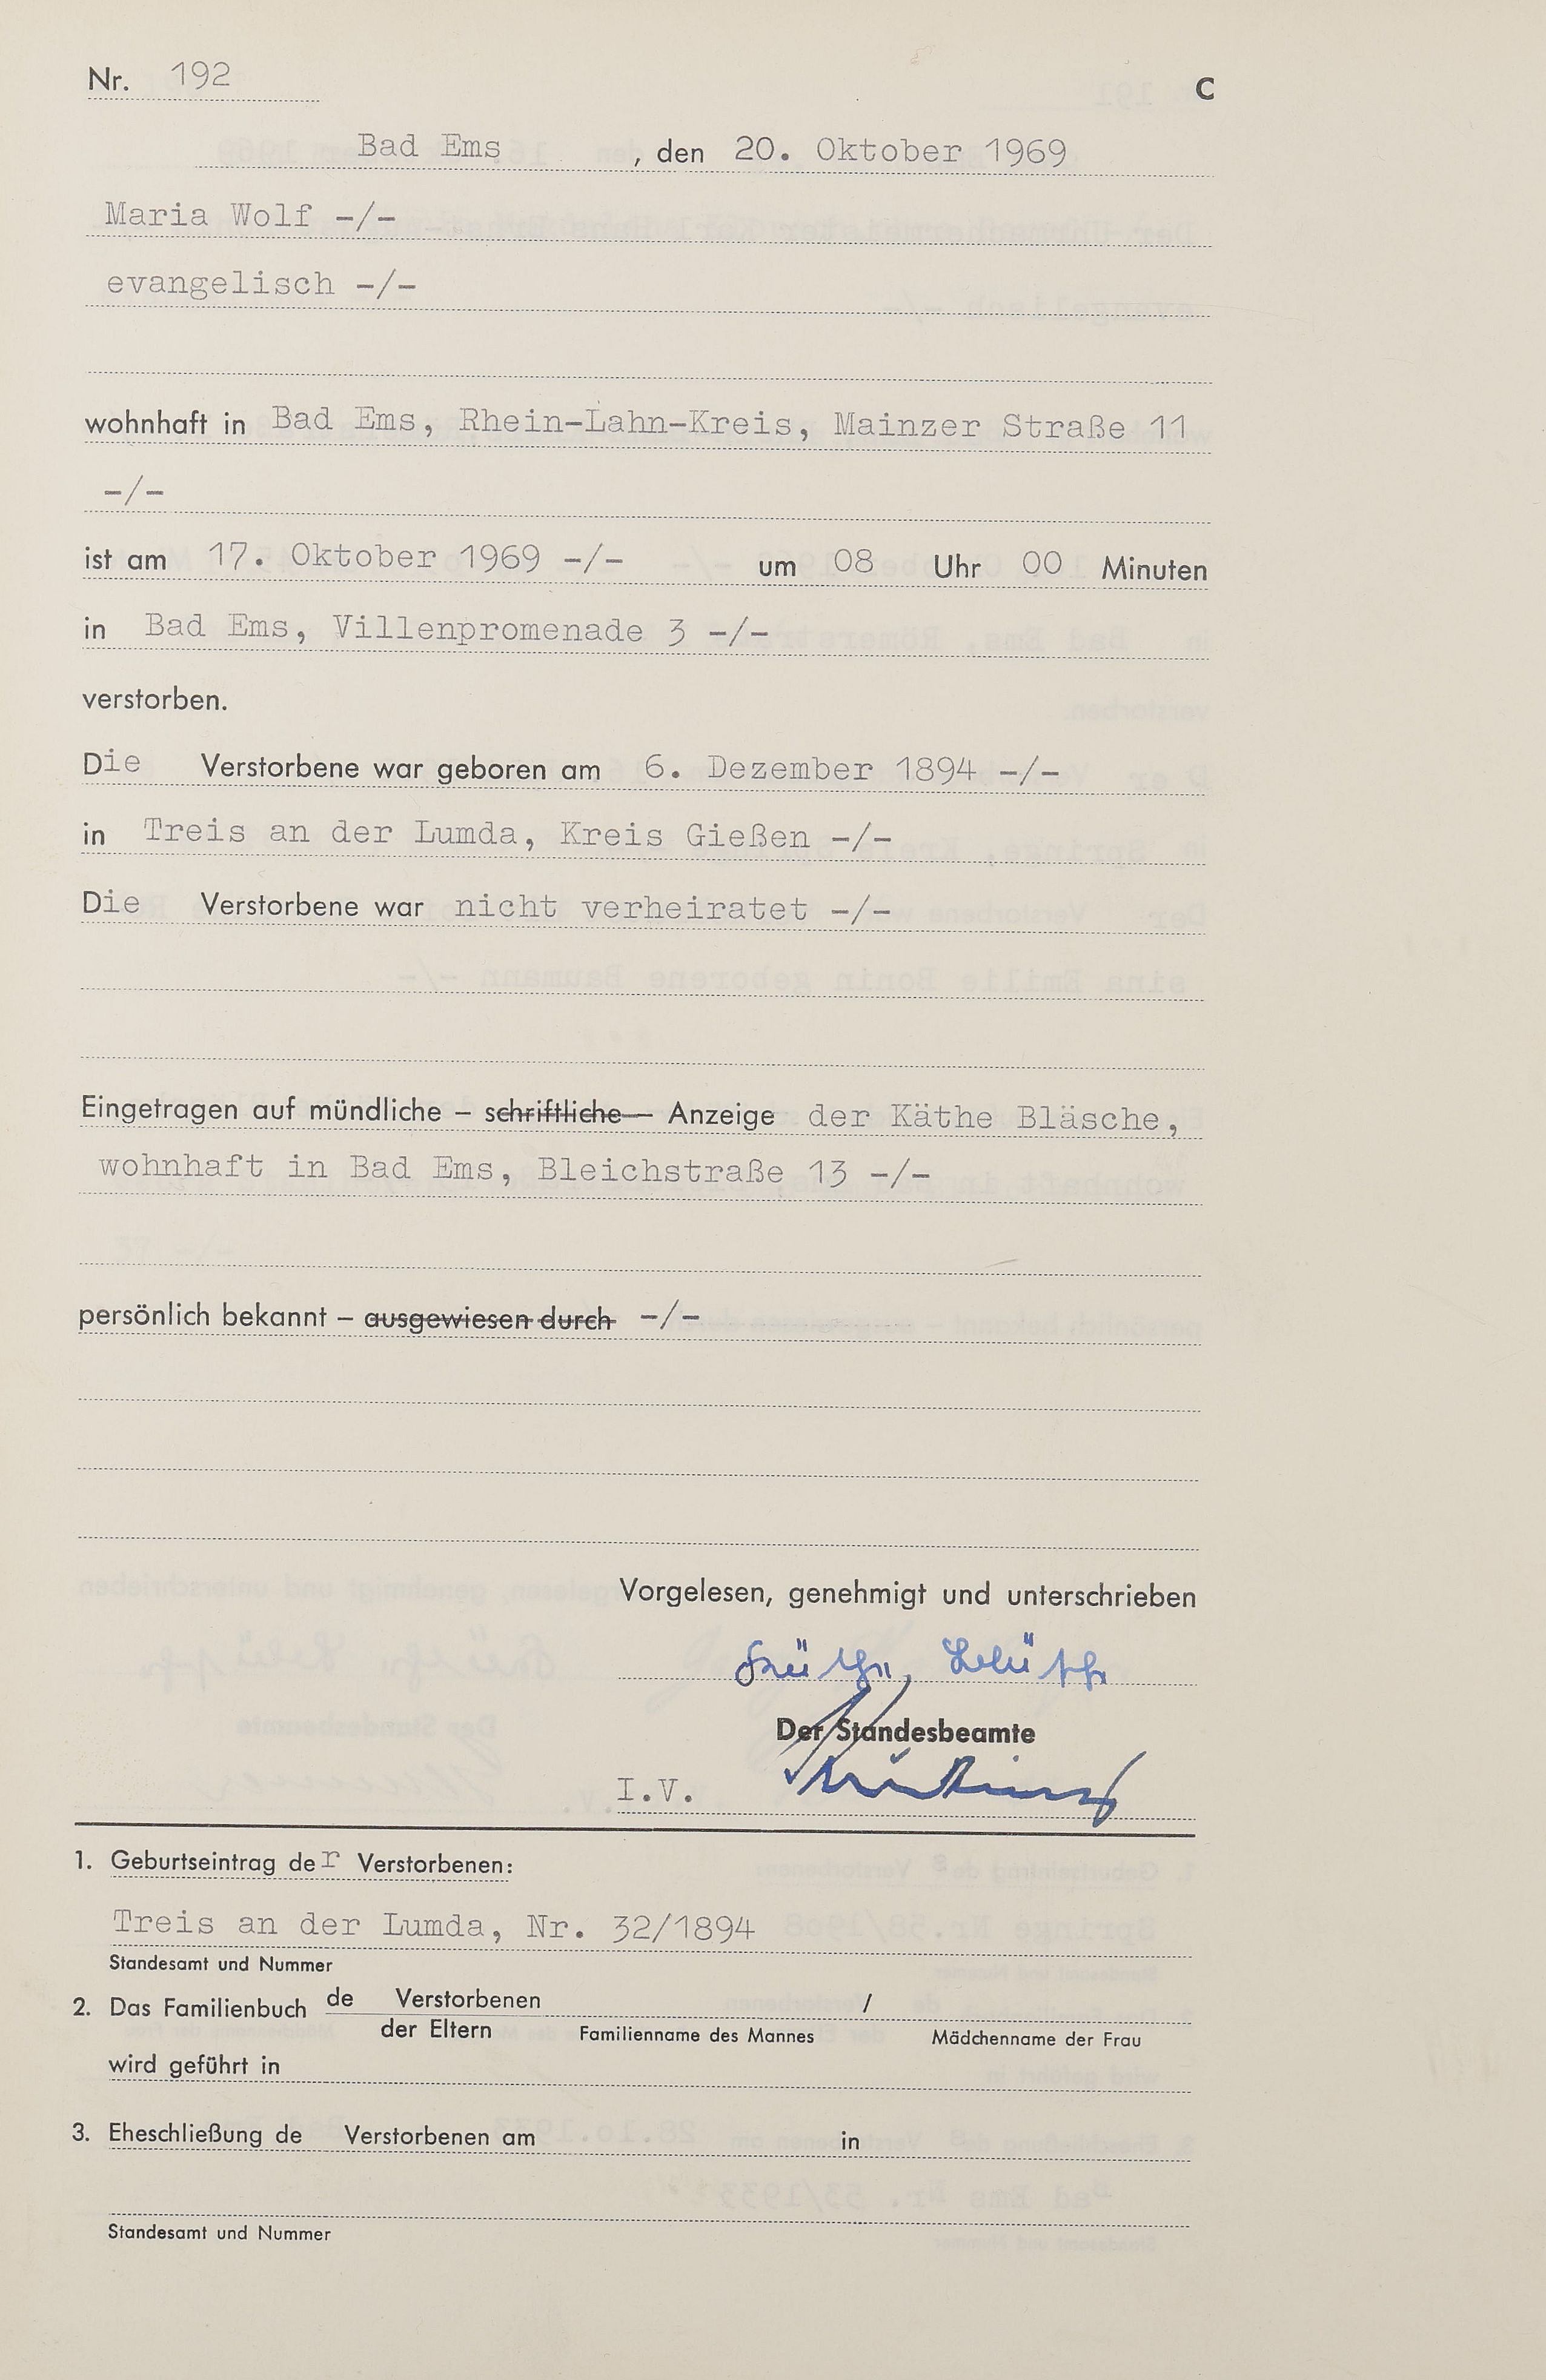 Nr. 192
C
Bad Ems, den 20. Oktober 1969
Maria Wolf -/-
evangelisch -/-
wohnhaft in Bad Ems, Rhein-Lahn-Kreis, Mainzer Straße 11
-/-
ist am 17. Oktober 1969 -/- um 08 Uhr 00 Minuten
in Bad Ems, Villenpromenade 3 -/-
verstorben.
Die Verstorbene war geboren am 6. Dezember 1894 -/-
in Treis an der Lumda, Kreis Gießen -/-
Die Verstorbene war nicht verheiratet -/-
Eingetragen auf mündliche – schriftliche – Anzeige der Käthe Bläsche,
wohnhaft in Bad Ems, Bleichstraße 13 -/-
persönlich bekannt – ausgewiesen durch -/-
Vorgelesen, genehmigt und unterschrieben
Der Standesbeamte
I.V.
1. Geburtseintrag der Verstorbenen:
Treis an der Lumda, Nr. 32/1894
Standesamt und Nummer
2. Das Familienbuch de Verstorbenen /
der Eltern Familienname des Mannes Mädchenname der Frau
wird geführt in
3. Eheschließung de Verstorbenen am in
Standesamt und Nummer